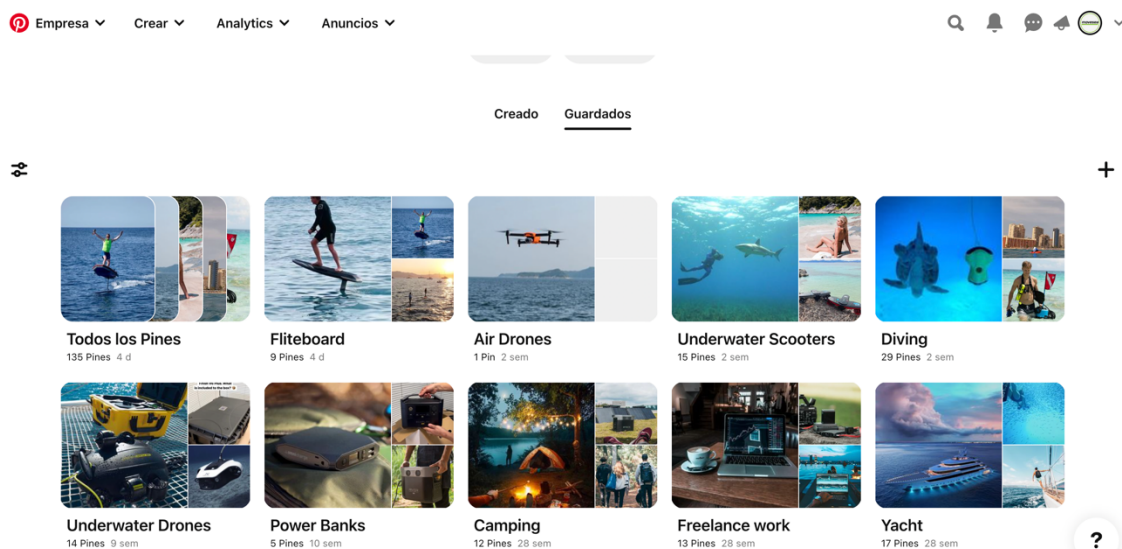 Empresa Crear Analytics Anuncios
Creado Guardados
Todos los Pines Fliteboard Air Drones Underwater Scooters Diving
135 Pines 4 d 9 Pines 4 d 1 Pin 2 sem 15 Pines 2 sem 29 Pines 2 sem
Underwater Drones Power Banks Camping Freelance work Yacht
14 Pines 9 sem 5 Pines 10 sem 12 Pines 28 sem 13 Pines 28 sem 17 Pines 28 sem
?